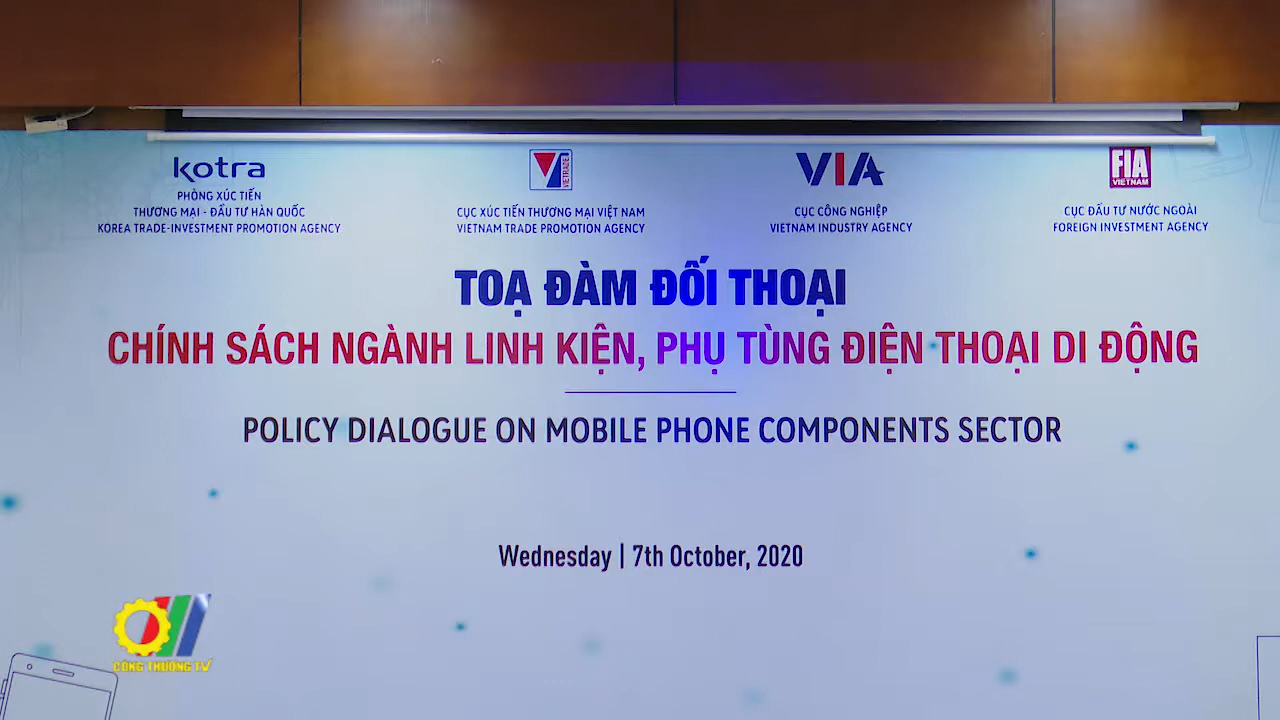 kotra
PHÒNG XÚC TIẾN
THƯƠNG MẠI - ĐẦU TƯ HÀN QUỐC
KOREA TRADE-INVESTMENT PROMOTION AGENCY
VIETRADE
CỤC XÚC TIẾN THƯƠNG MẠI VIỆT NAM
VIETNAM TRADE PROMOTION AGENCY
VIA
CỤC CÔNG NGHIỆP
VIETNAM INDUSTRY AGENCY
FIA
VIETNAM
CỤC ĐẦU TƯ NƯỚC NGOÀI
FOREIGN INVESTMENT AGENCY
TOẠ ĐÀM ĐỐI THOẠI
CHÍNH SÁCH NGÀNH LINH KIỆN, PHỤ TÙNG ĐIỆN THOẠI DI ĐỘNG
POLICY DIALOGUE ON MOBILE PHONE COMPONENTS SECTOR
Wednesday | 7th October, 2020
CÔNG THƯƠNG TV